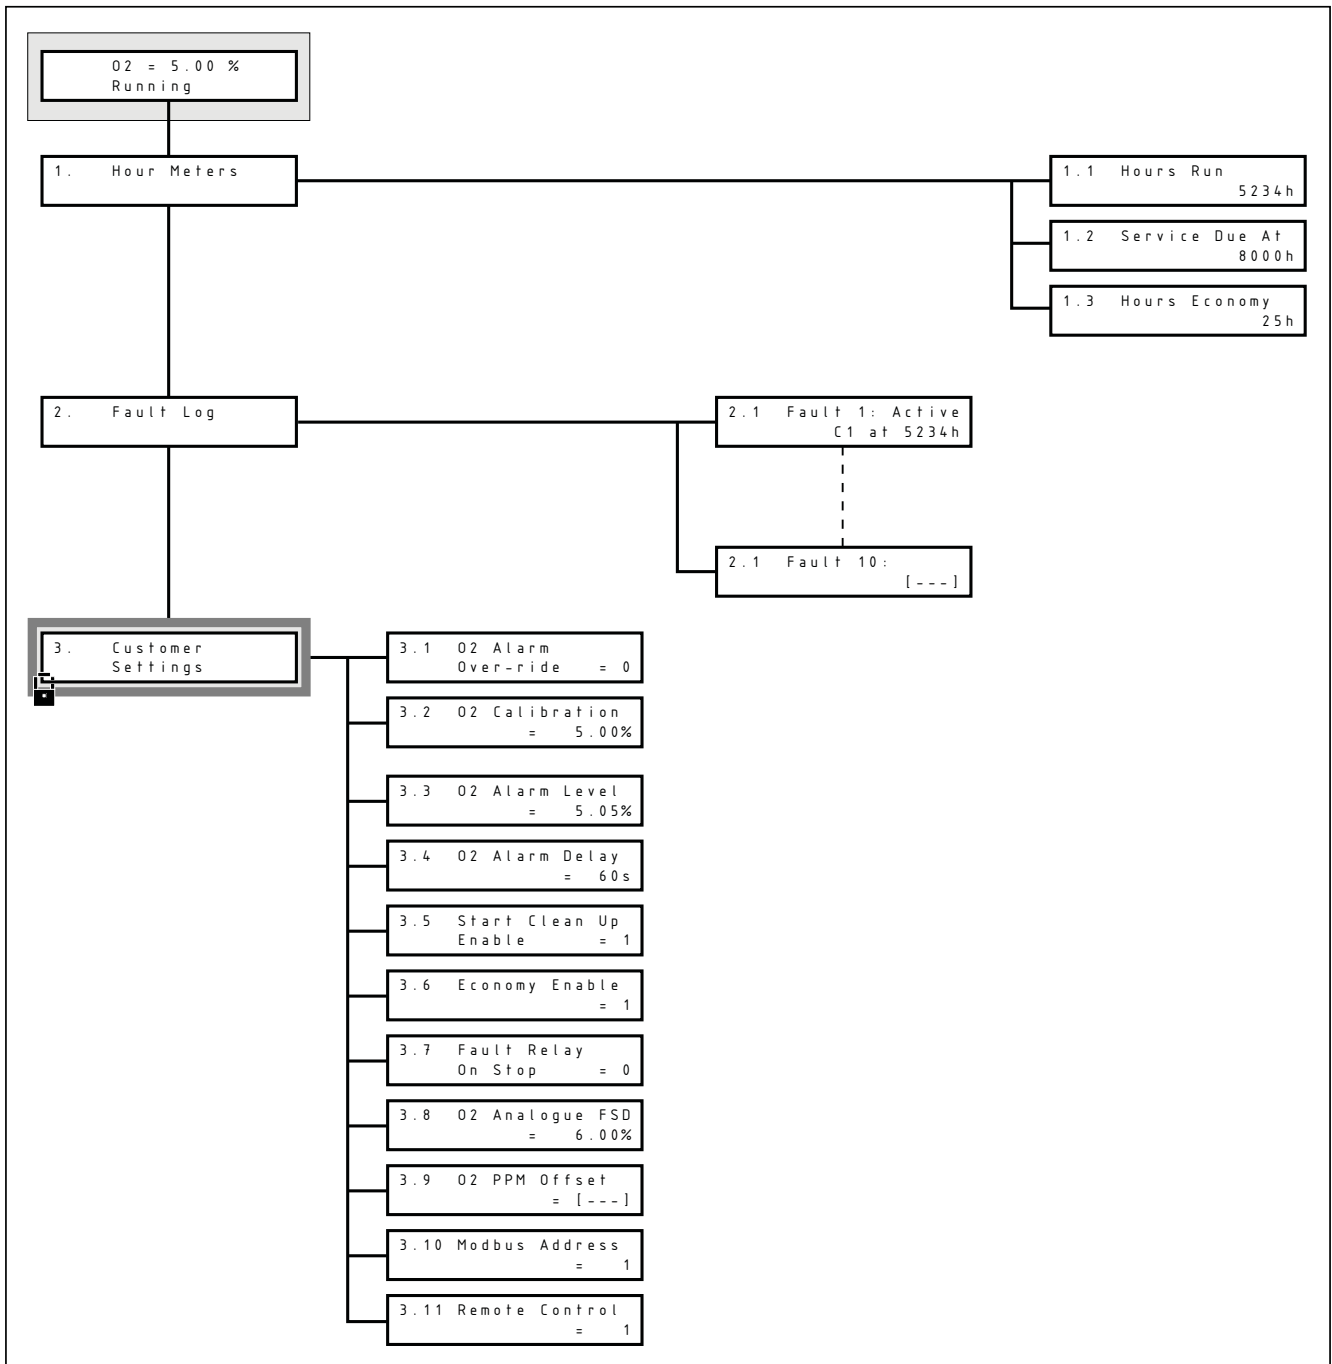 O2 = 5.00 %
Running
1. Hour Meters
1.1 Hours Run
5234h
1.2 Service Due At
8000h
1.3 Hours Economy
25h
2. Fault Log
2.1 Fault 1: Active
C1 at 5234h
2.1 Fault 10:
[---]
3. Customer
Settings
3.1 O2 Alarm
Over-ride = 0
3.2 O2 Calibration
= 5.00%
3.3 O2 Alarm Level
= 5.05%
3.4 O2 Alarm Delay
= 60s
3.5 Start Clean Up
Enable = 1
3.6 Economy Enable
= 1
3.7 Fault Relay
On Stop = 0
3.8 O2 Analogue FSD
= 6.00%
3.9 O2 PPM Offset
= [---]
3.10 Modbus Address
= 1
3.11 Remote Control
= 1